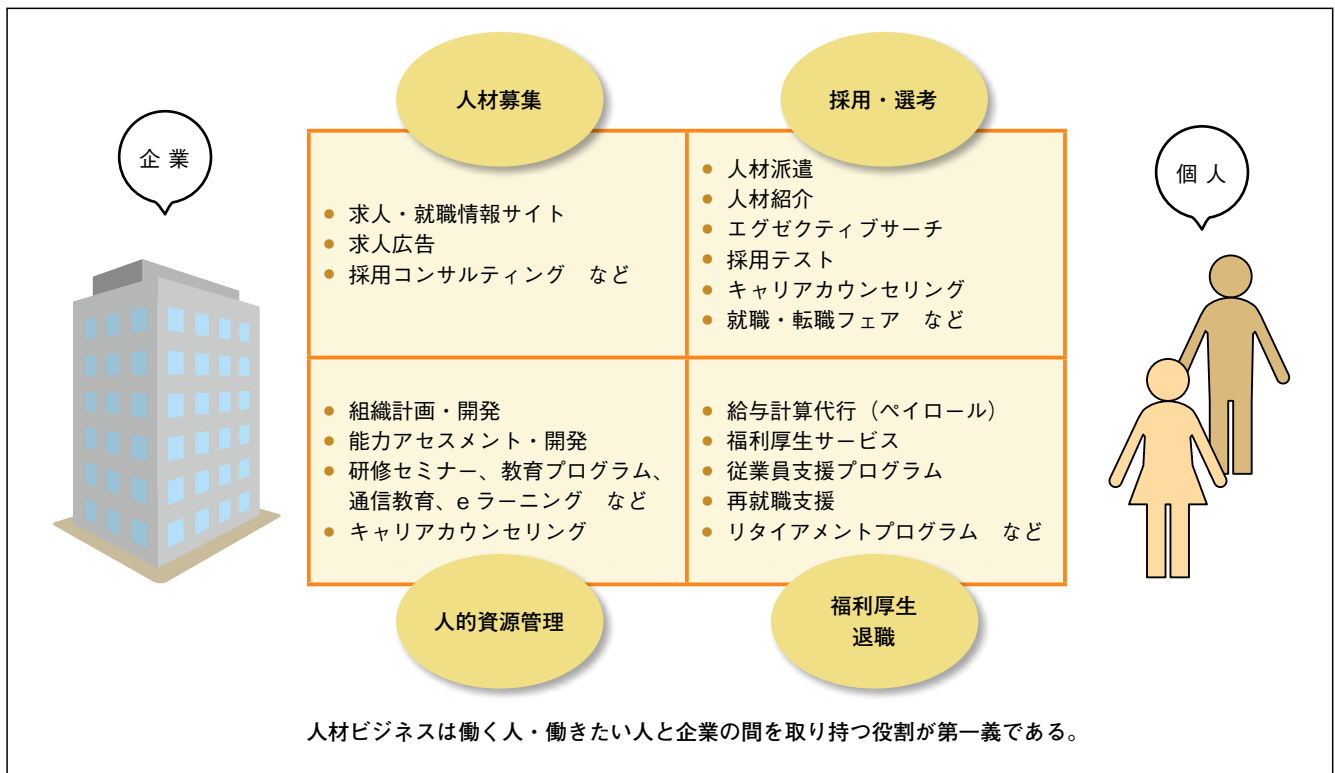 人材募集
採用・選考
企 業
個 人
● 求人・就職情報サイト
● 求人広告
● 採用コンサルティング　など
● 人材派遣
● 人材紹介
● エグゼクティブサーチ
● 採用テスト
● キャリアカウンセリング
● 就職・転職フェア　など
● 組織計画・開発
● 能力アセスメント・開発
● 研修セミナー、教育プログラム、
通信教育、e ラーニング　など
● キャリアカウンセリング
● 給与計算代行（ペイロール）
● 福利厚生サービス
● 従業員支援プログラム
● 再就職支援
● リタイアメントプログラム　など
人的資源管理
福利厚生
退職
人材ビジネスは働く人・働きたい人と企業の間を取り持つ役割が第一義である。